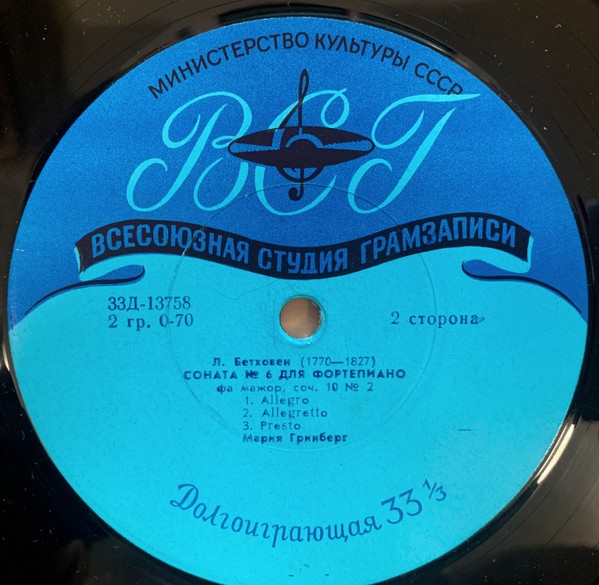 МИНИСТЕРСТВО КУЛЬТУРЫ СССР
ВСГ
ВСЕСОЮЗНАЯ СТУДИЯ ГРАМЗАПИСИ
33Д-13758
2 гр. 0-70
2 сторона
Л. Бетховен (1770—1827)
СОНАТА № 6 ДЛЯ ФОРТЕПИАНО
фа мажор, соч. 10 № 2
1. Allegro
2. Allegretto
3. Presto
Мария Гринберг
Долгоиграющая 33 ⅓